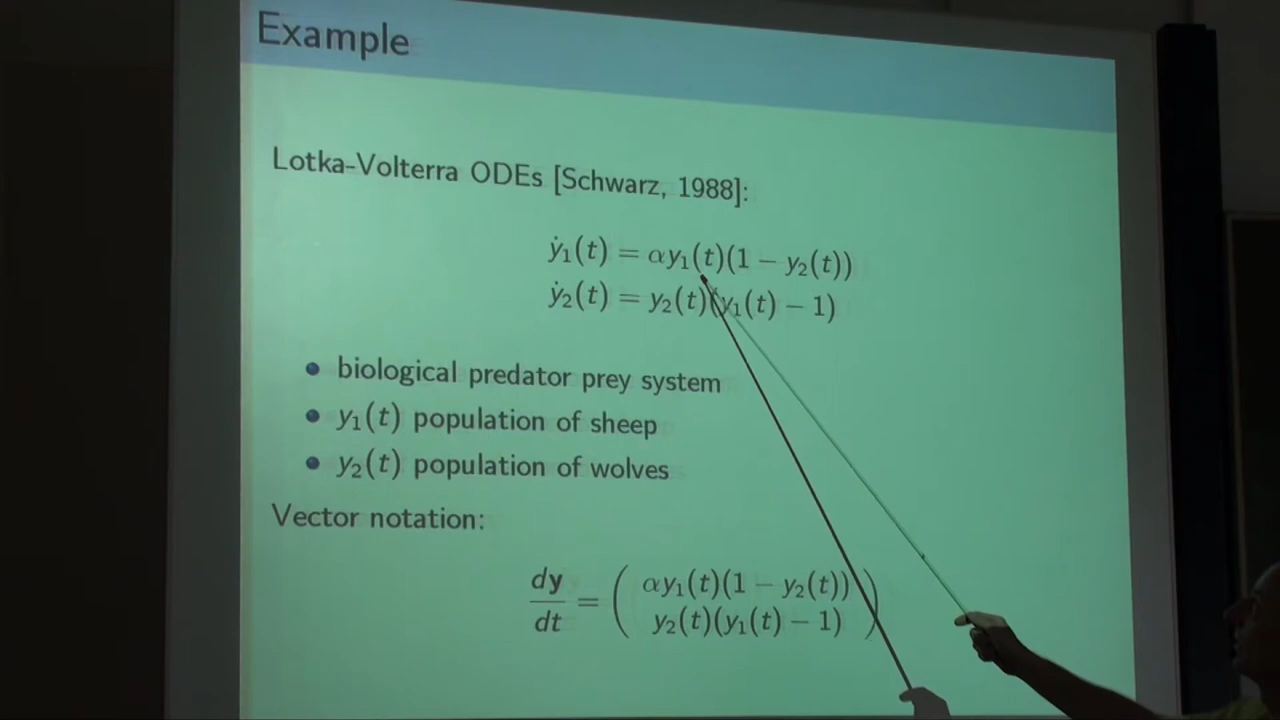 Example
Lotka-Volterra ODEs [Schwarz, 1988]:
ẏ₁(t) = αy₁(t)(1 − y₂(t))
ẏ₂(t) = y₂(t)(y₁(t) − 1)
biological predator prey system
y₁(t) population of sheep
y₂(t) population of wolves
Vector notation:
dy/dt = ( αy₁(t)(1 − y₂(t))
y₂(t)(y₁(t) − 1) )